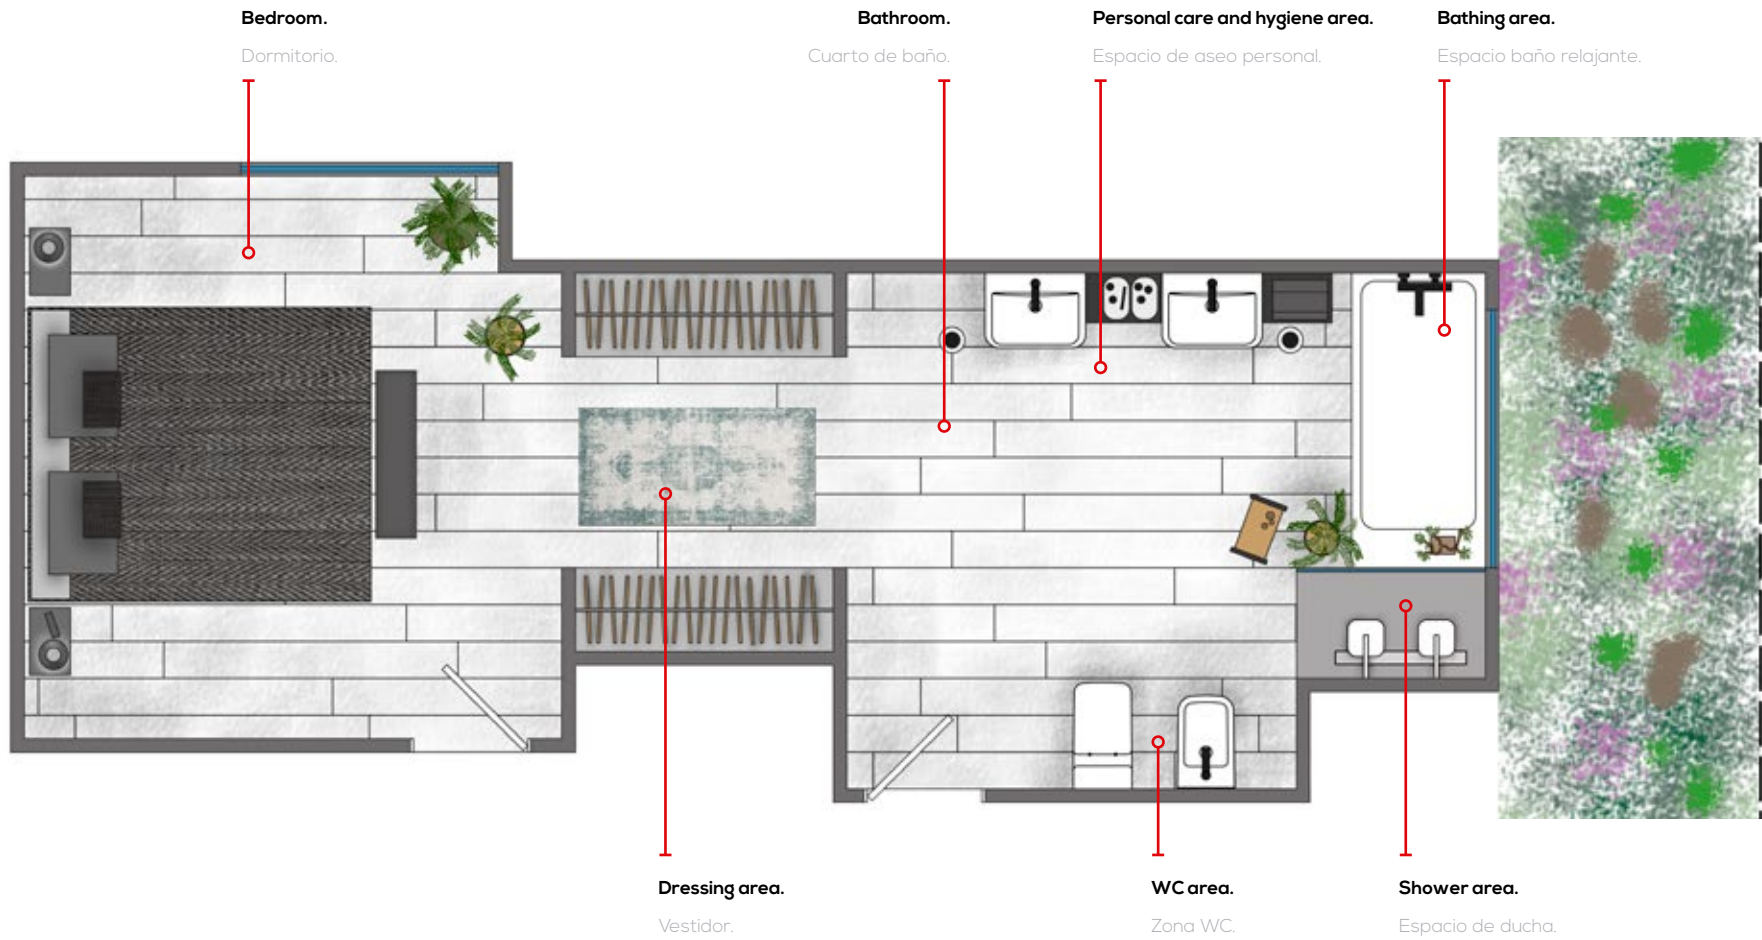 Bedroom.
Dormitorio.
Bathroom.
Cuarto de baño.
Personal care and hygiene area.
Espacio de aseo personal.
Bathing area.
Espacio baño relajante.
Dressing area.
Vestidor.
WC area.
Zona WC.
Shower area.
Espacio de ducha.